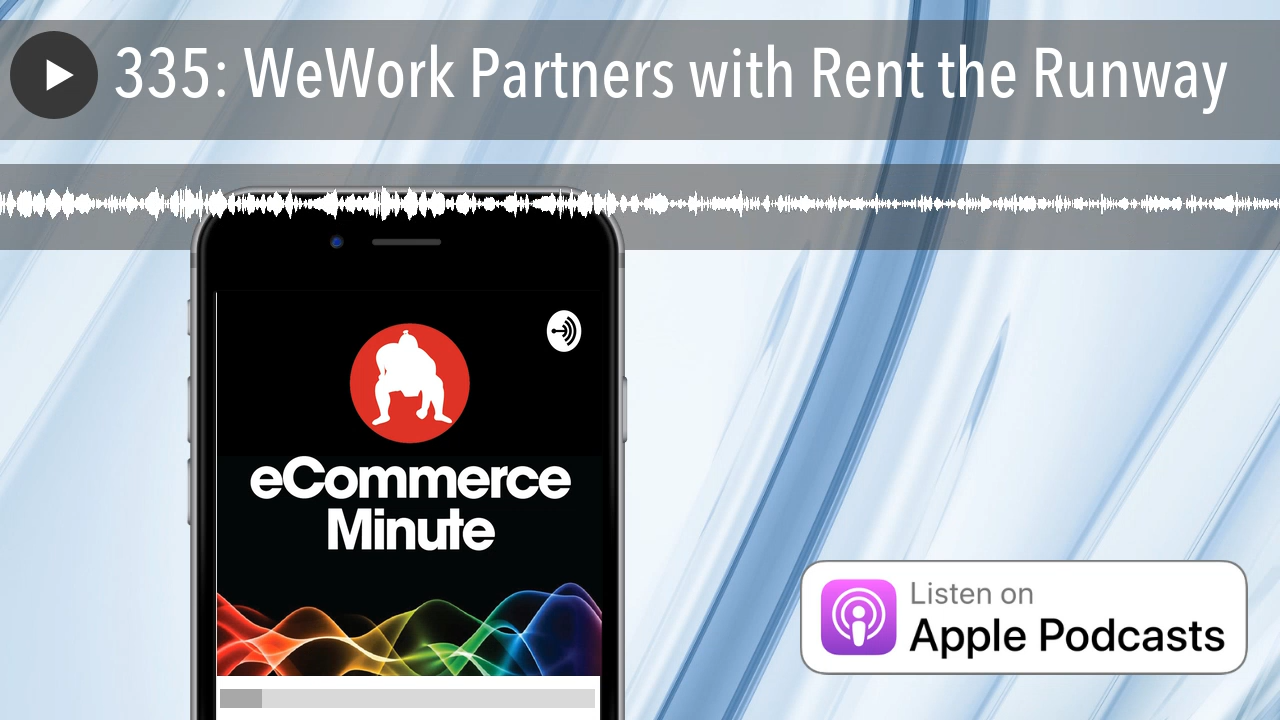 335: WeWork Partners with Rent the Runway
eCommerce
Minute
Listen on
Apple Podcasts